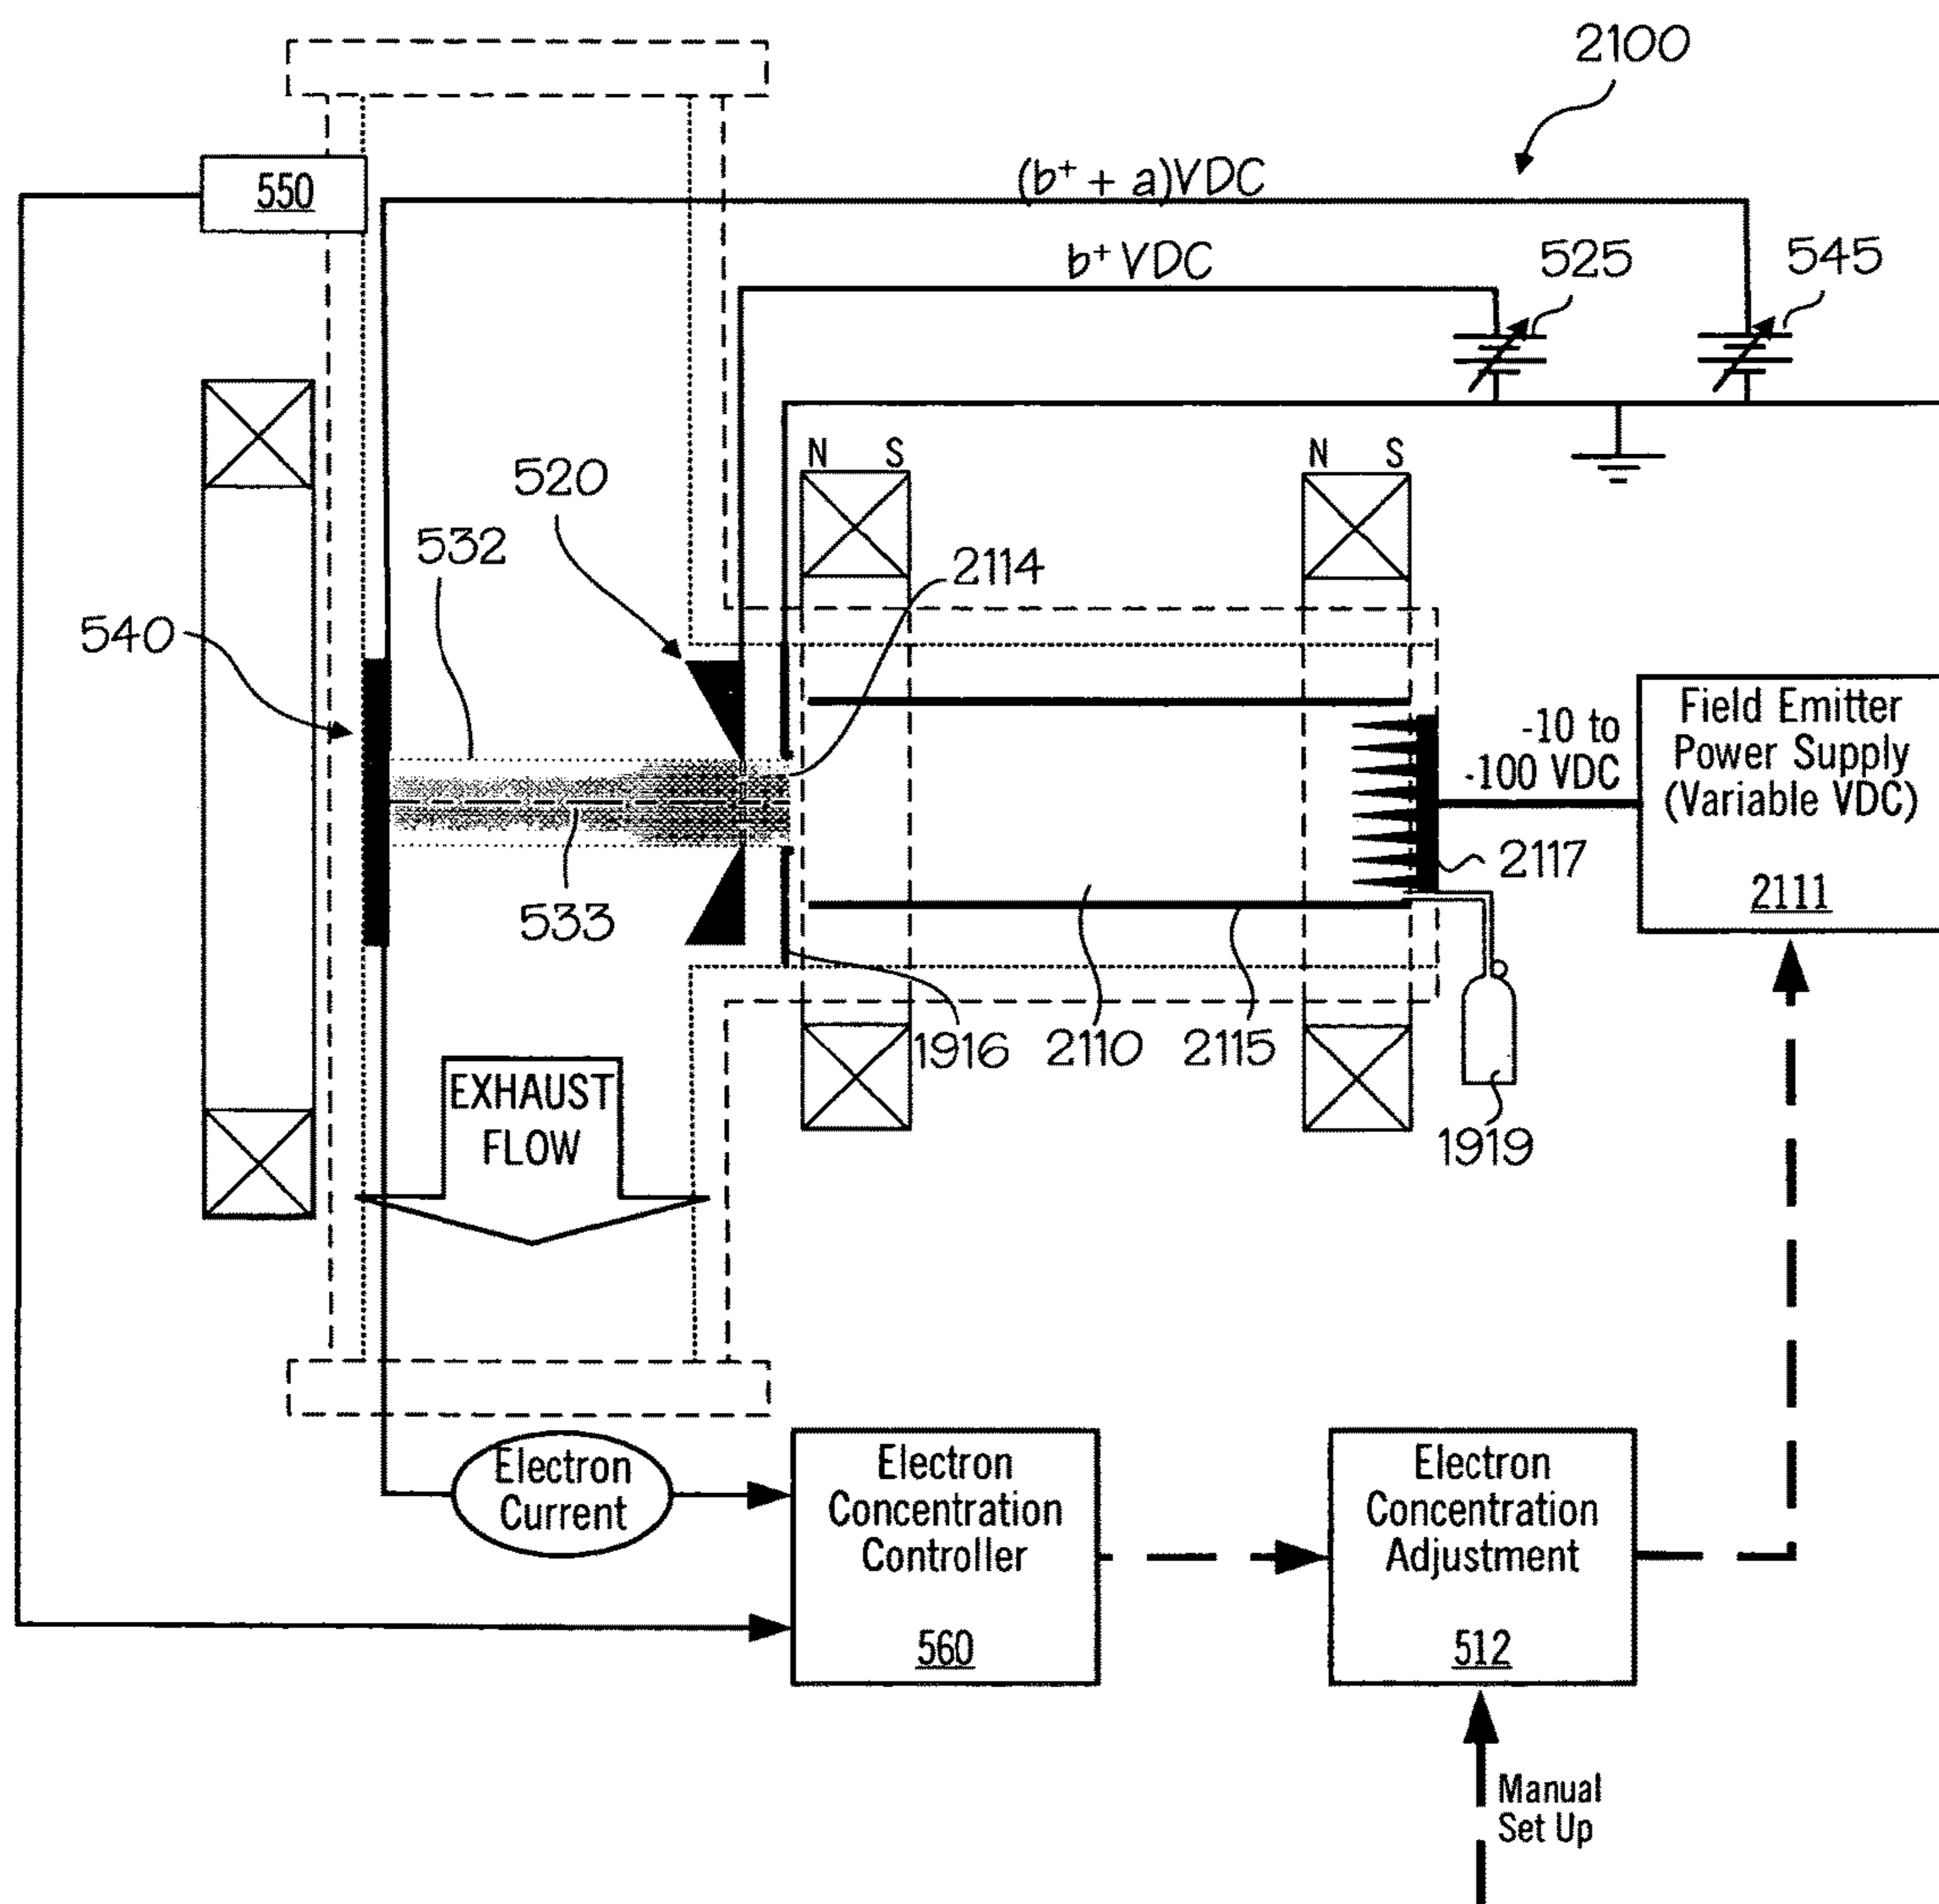 2100
(b⁺ + a)VDC
550
b⁺ VDC
525
545
N S
N S
520
532
2114
540
-10 to
-100 VDC
Field Emitter
Power Supply
(Variable VDC)
2111
2117
533
1916
2110
2115
1919
EXHAUST
FLOW
Electron
Current
Electron
Concentration
Controller
560
Electron
Concentration
Adjustment
512
Manual
Set Up